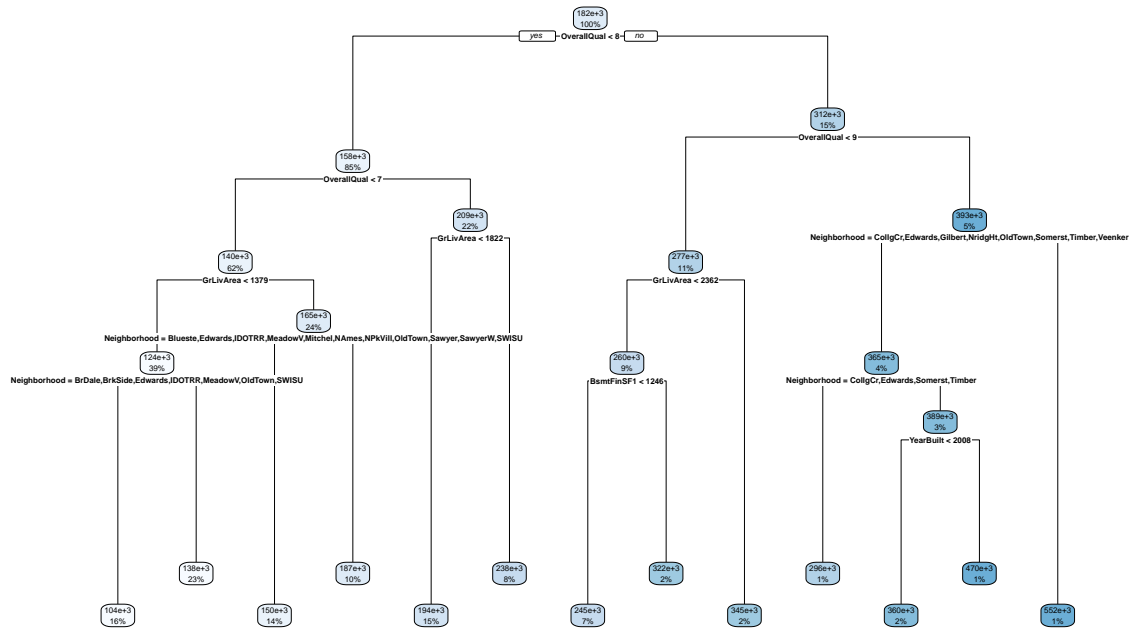 182e+3
100%
yes OverallQual < 8 no
312e+3
15%
OverallQual < 9
158e+3
85%
OverallQual < 7
209e+3
22%
GrLivArea < 1822
393e+3
5%
Neighborhood = CollgCr,Edwards,Gilbert,NridgHt,OldTown,Somerst,Timber,Veenker
140e+3
62%
GrLivArea < 1379
277e+3
11%
GrLivArea < 2362
165e+3
24%
Neighborhood = Blueste,Edwards,IDOTRR,MeadowV,Mitchel,NAmes,NPkVill,OldTown,Sawyer,SawyerW,SWISU
124e+3
39%
Neighborhood = BrDale,BrkSide,Edwards,IDOTRR,MeadowV,OldTown,SWISU
260e+3
9%
BsmtFinSF1 < 1246
365e+3
4%
Neighborhood = CollgCr,Edwards,Somerst,Timber
389e+3
3%
YearBuilt < 2008
138e+3
23%
187e+3
10%
238e+3
8%
322e+3
2%
296e+3
1%
470e+3
1%
104e+3
16%
150e+3
14%
194e+3
15%
245e+3
7%
345e+3
2%
360e+3
2%
552e+3
1%